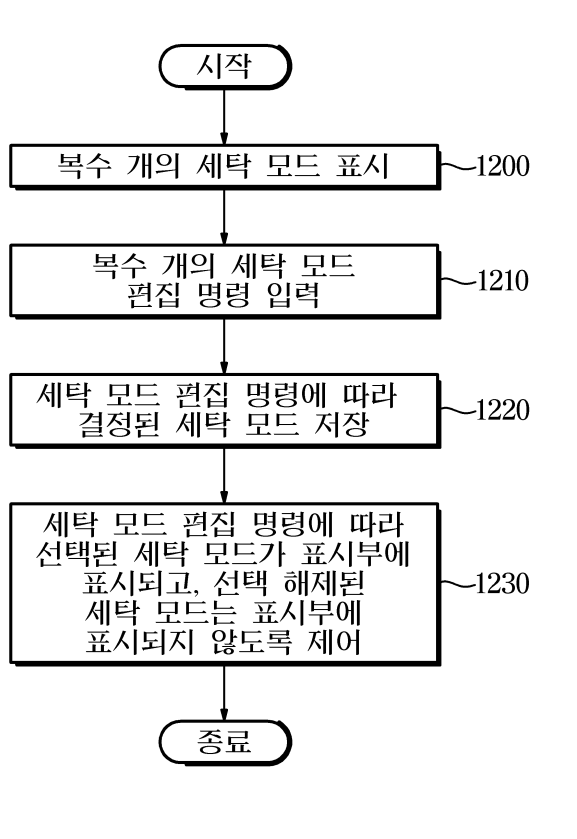 시작
복수 개의 세탁 모드 표시
1200
복수 개의 세탁 모드
편집 명령 입력
1210
세탁 모드 편집 명령에 따라
결정된 세탁 모드 저장
1220
세탁 모드 편집 명령에 따라
선택된 세탁 모드가 표시부에
표시되고, 선택 해제된
세탁 모드는 표시부에
표시되지 않도록 제어
1230
종료